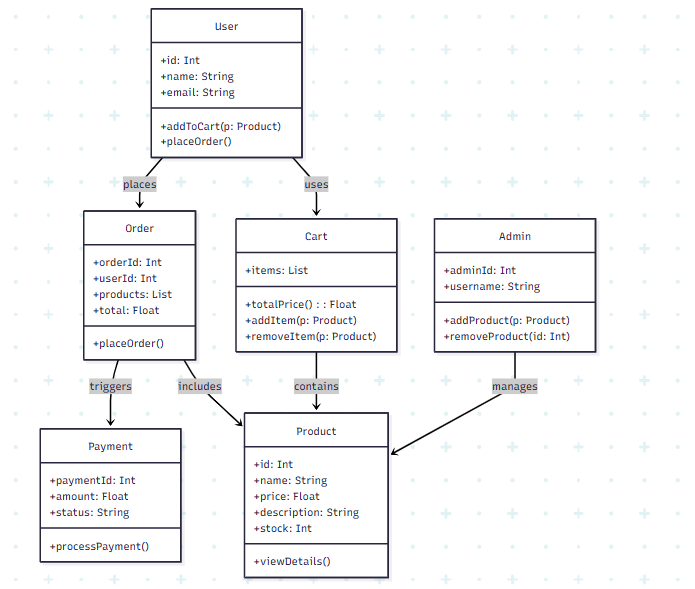 User
+id: Int
+name: String
+email: String
+addToCart(p: Product)
+placeOrder()
places
uses
Order
+orderId: Int
+userId: Int
+products: List
+total: Float
+placeOrder()
Cart
+items: List
+totalPrice() : : Float
+addItem(p: Product)
+removeItem(p: Product)
Admin
+adminId: Int
+username: String
+addProduct(p: Product)
+removeProduct(id: Int)
triggers
includes
contains
manages
Payment
+paymentId: Int
+amount: Float
+status: String
+processPayment()
Product
+id: Int
+name: String
+price: Float
+description: String
+stock: Int
+viewDetails()